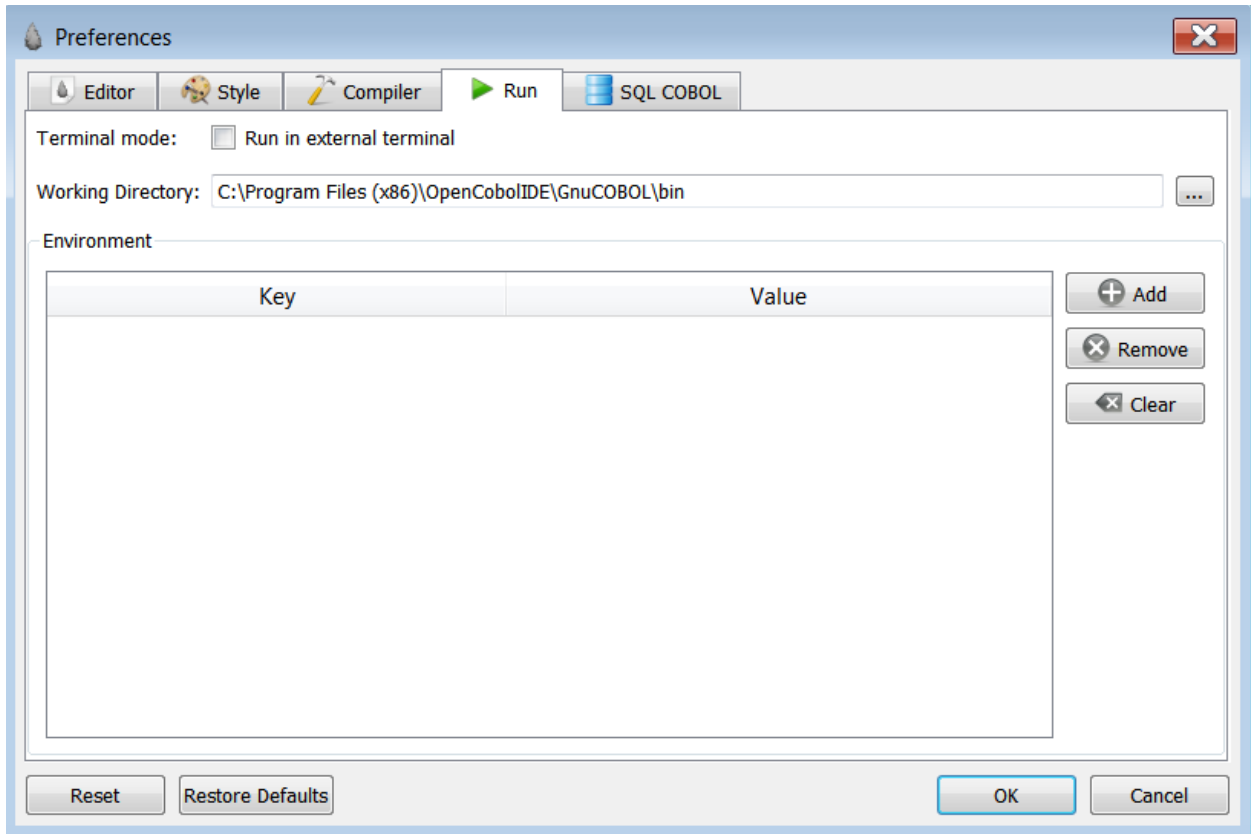 Preferences
Editor Style Compiler Run SQL COBOL
Terminal mode: Run in external terminal
Working Directory: C:\Program Files (x86)\OpenCobolIDE\GnuCOBOL\bin ...
Environment
Key Value
Add
Remove
Clear
Reset Restore Defaults OK Cancel